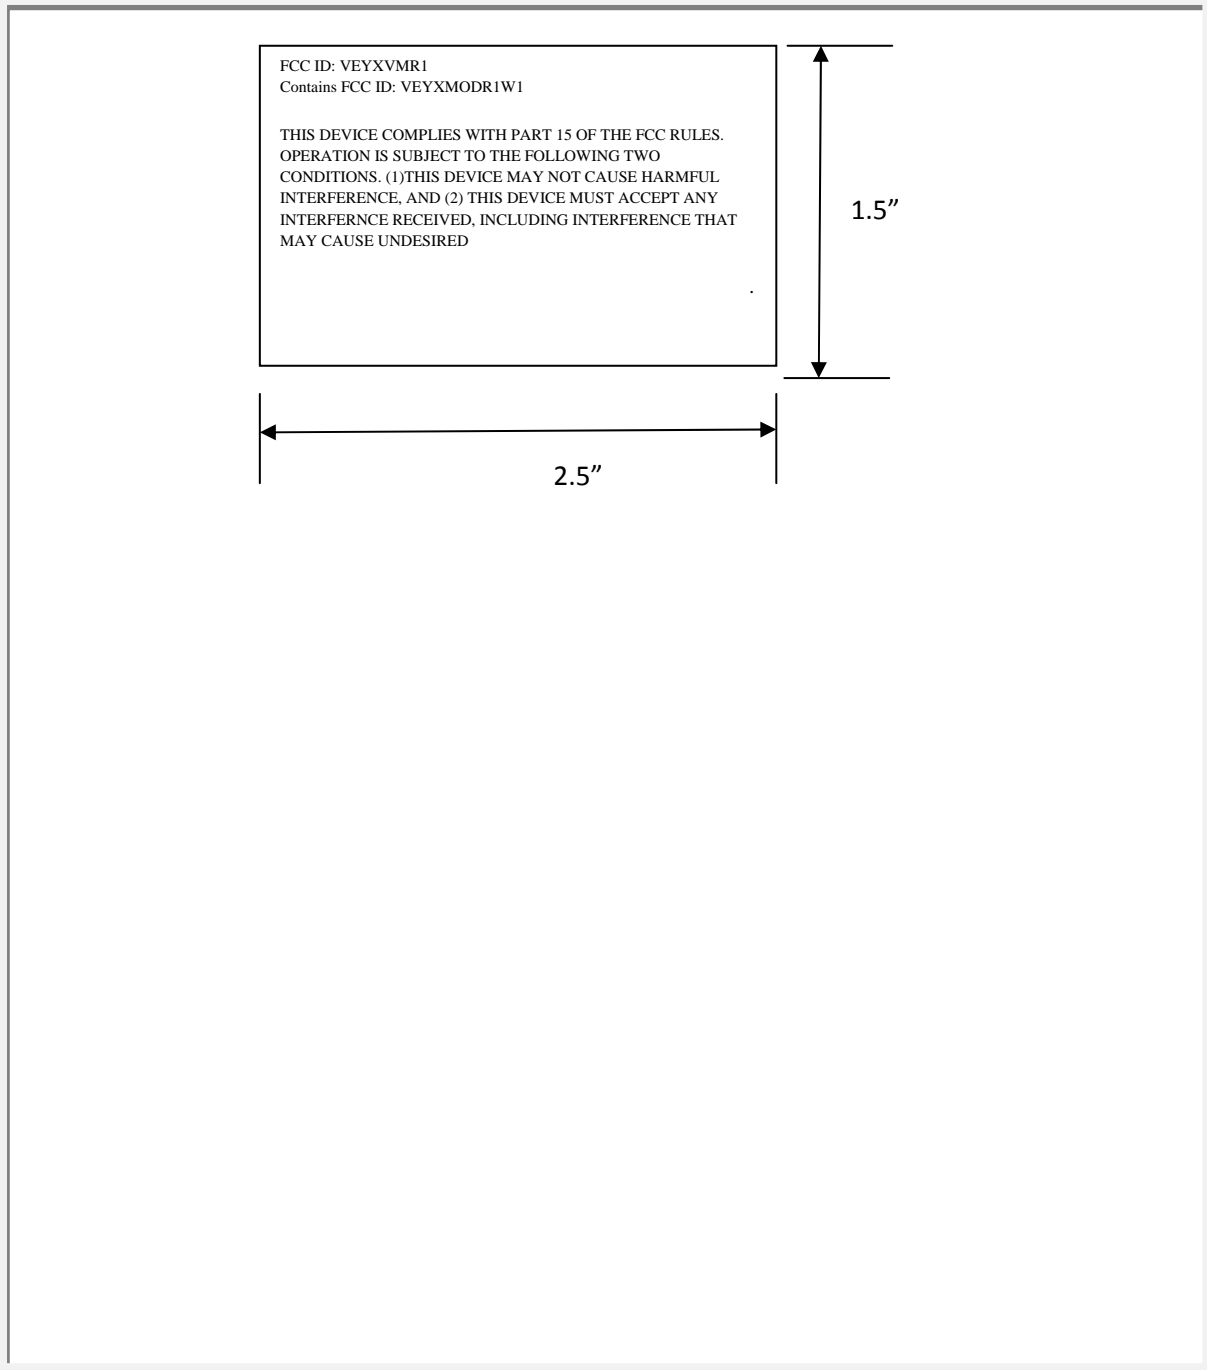 FCC ID: VEYXVMR1
Contains FCC ID: VEYXMODR1W1
THIS DEVICE COMPLIES WITH PART 15 OF THE FCC RULES.
OPERATION IS SUBJECT TO THE FOLLOWING TWO
CONDITIONS. (1)THIS DEVICE MAY NOT CAUSE HARMFUL
INTERFERENCE, AND (2) THIS DEVICE MUST ACCEPT ANY
INTERFERNCE RECEIVED, INCLUDING INTERFERENCE THAT
MAY CAUSE UNDESIRED
.
1.5”
2.5”